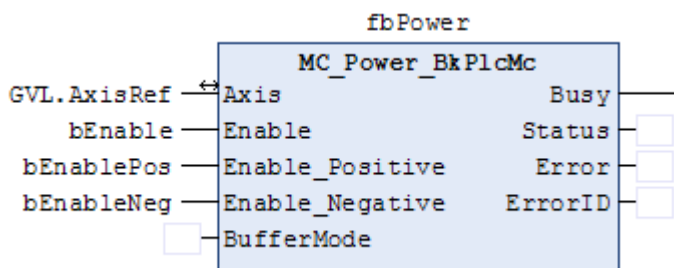 fbPower
MC_Power_BkPlcMc
GVL.AxisRef Axis Busy
bEnable Enable Status
bEnablePos Enable_Positive Error
bEnableNeg Enable_Negative ErrorID
BufferMode